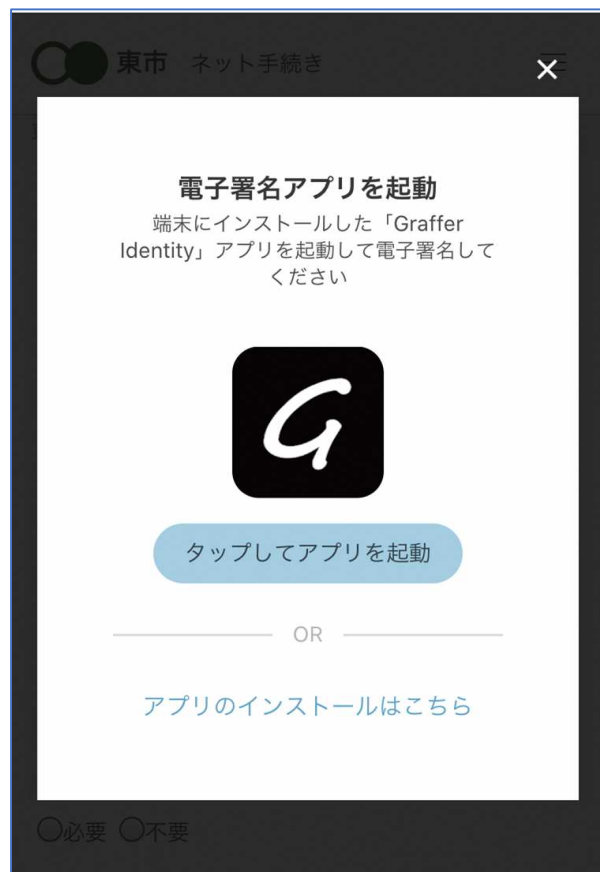 東市 ネット手続き
×
電子署名アプリを起動
端末にインストールした「Graffer
Identity」アプリを起動して電子署名して
ください
G
タップしてアプリを起動
OR
アプリのインストールはこちら
○必要 ○不要